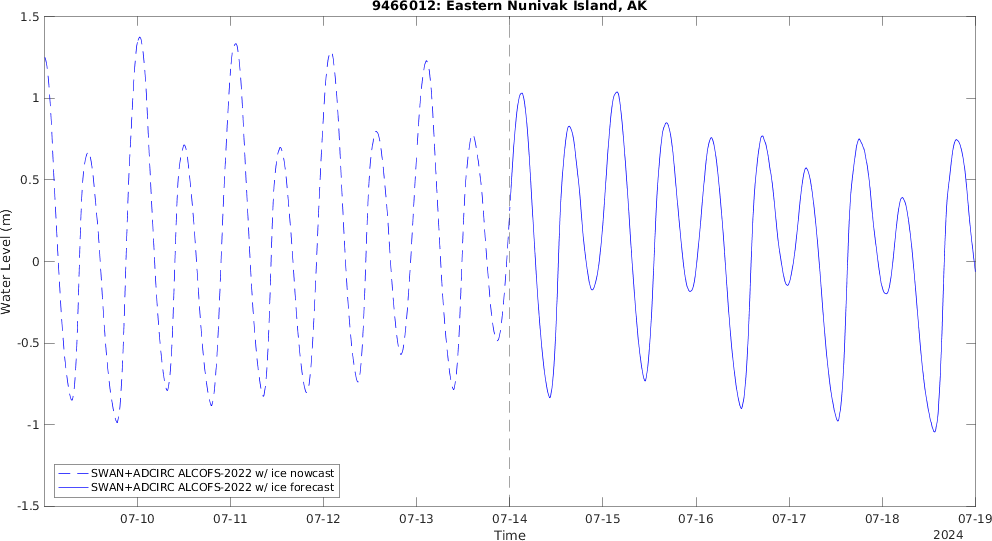 9466012: Eastern Nunivak Island, AK
1.5
1
0.5
0
-0.5
-1
-1.5
Water Level (m)
SWAN+ADCIRC ALCOFS-2022 w/ ice nowcast
SWAN+ADCIRC ALCOFS-2022 w/ ice forecast
07-10 07-11 07-12 07-13 07-14 07-15 07-16 07-17 07-18 07-19
Time
2024